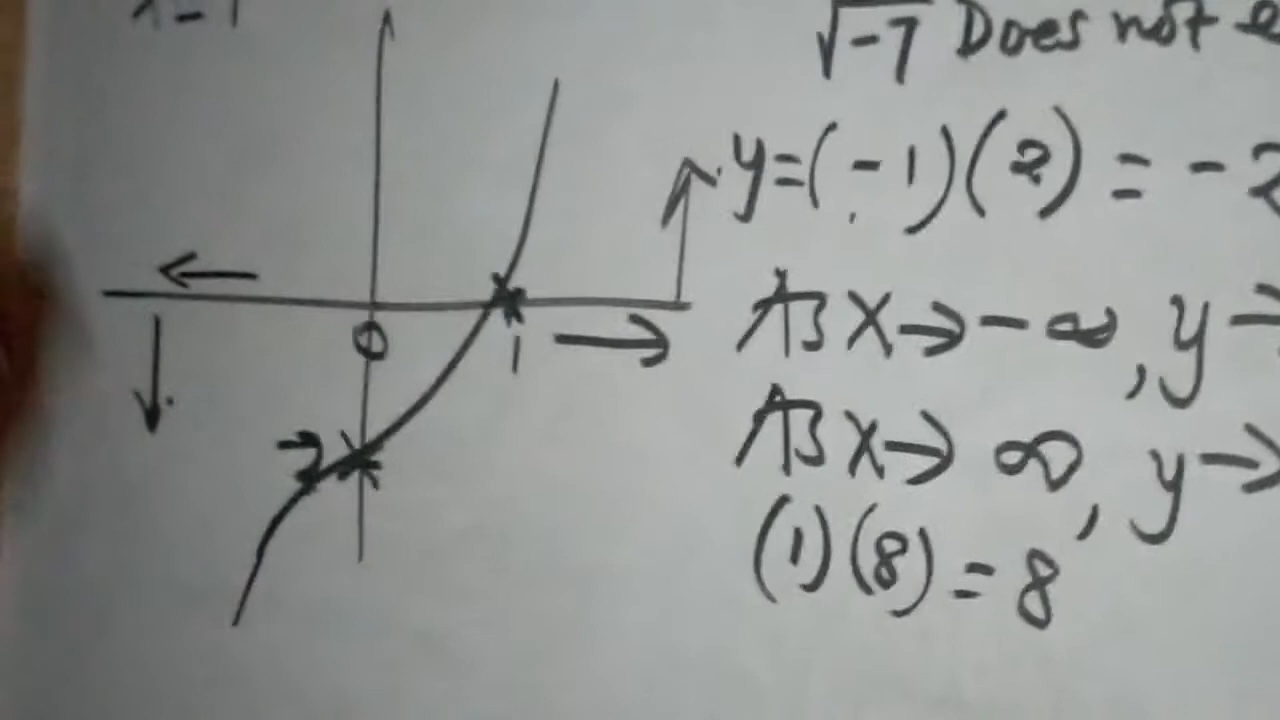 √-7 Does not
y=(-1)(2) = -2
As x→-∞, y→
As x→ ∞, y→
(1)(8) = 8
0
1
-2